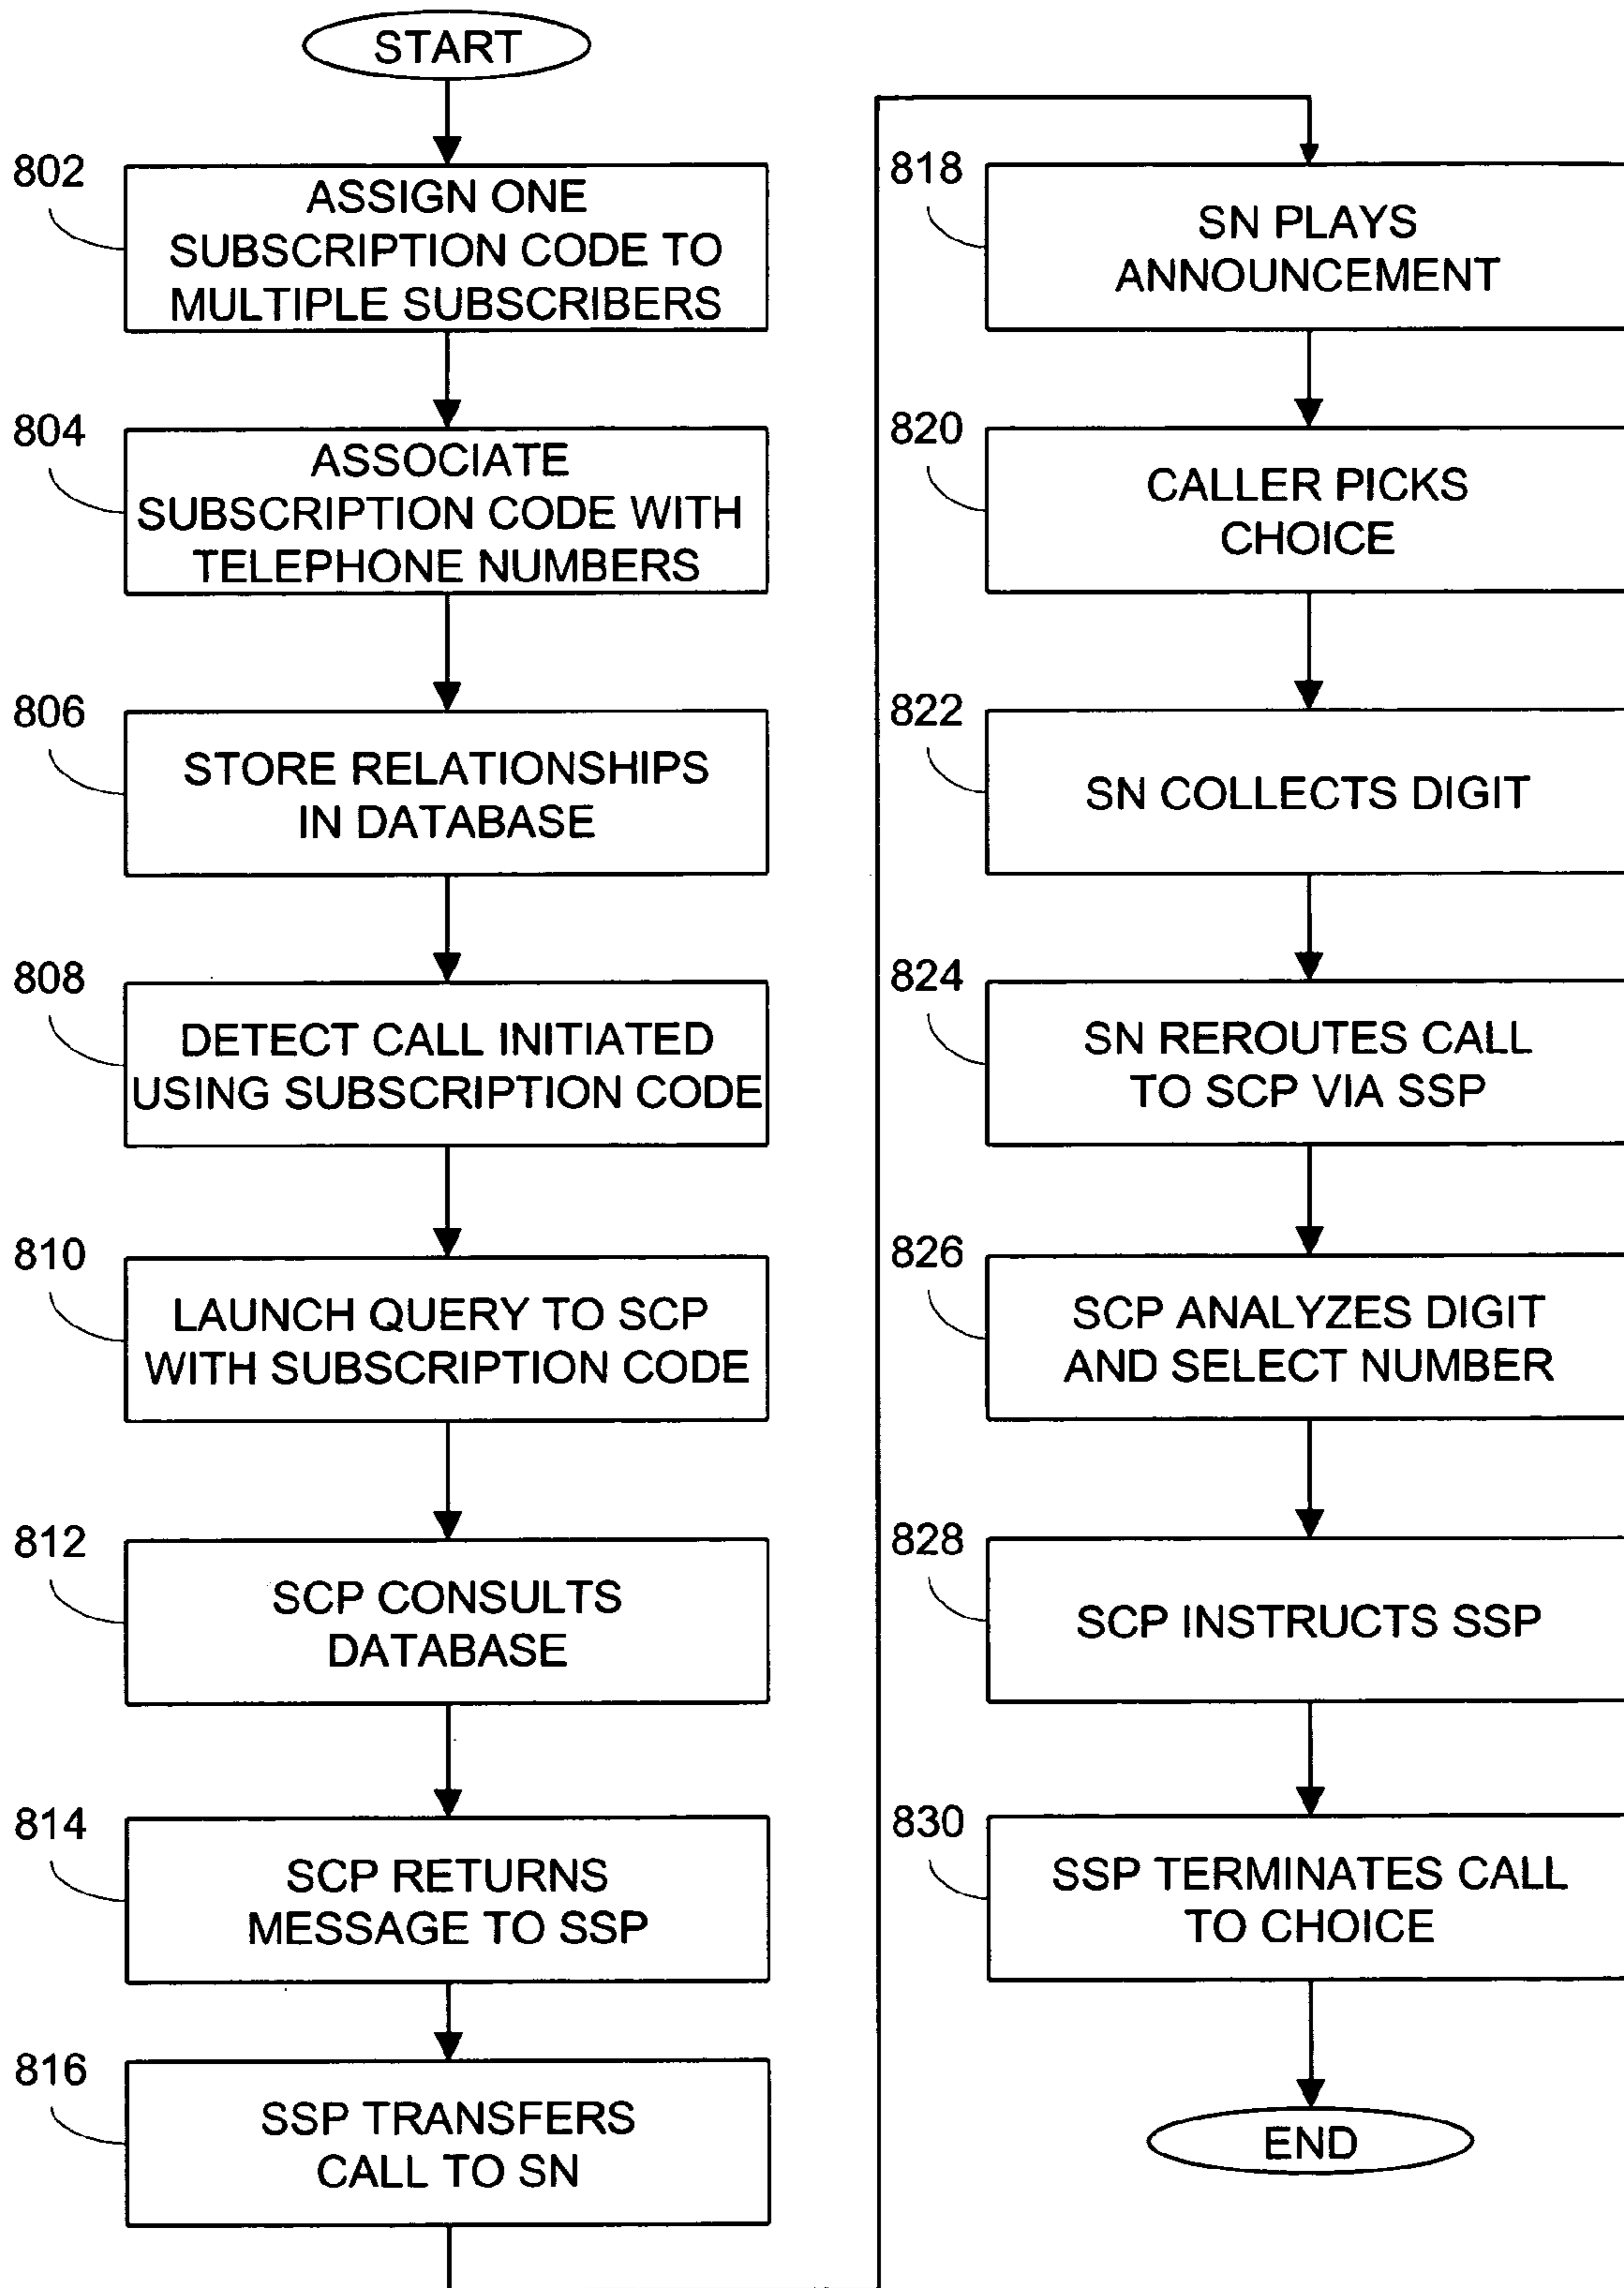 START
802
ASSIGN ONE
SUBSCRIPTION CODE TO
MULTIPLE SUBSCRIBERS
804
ASSOCIATE
SUBSCRIPTION CODE WITH
TELEPHONE NUMBERS
806
STORE RELATIONSHIPS
IN DATABASE
808
DETECT CALL INITIATED
USING SUBSCRIPTION CODE
810
LAUNCH QUERY TO SCP
WITH SUBSCRIPTION CODE
812
SCP CONSULTS
DATABASE
814
SCP RETURNS
MESSAGE TO SSP
816
SSP TRANSFERS
CALL TO SN
818
SN PLAYS
ANNOUNCEMENT
820
CALLER PICKS
CHOICE
822
SN COLLECTS DIGIT
824
SN REROUTES CALL
TO SCP VIA SSP
826
SCP ANALYZES DIGIT
AND SELECT NUMBER
828
SCP INSTRUCTS SSP
830
SSP TERMINATES CALL
TO CHOICE
END